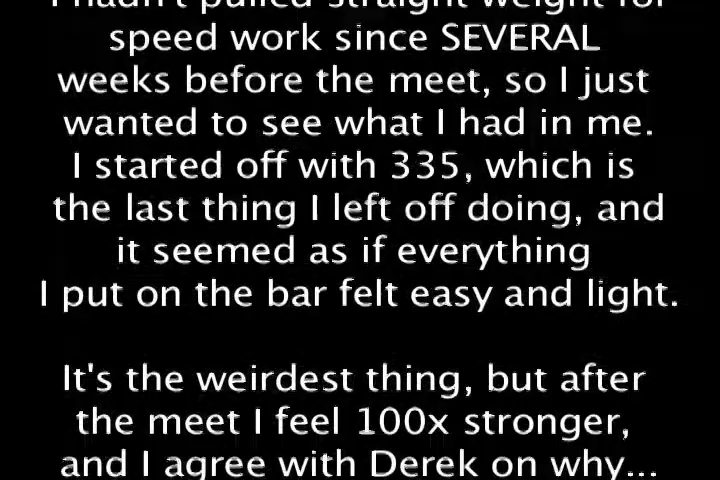 I hadn't pulled straight weight for
speed work since SEVERAL
weeks before the meet, so I just
wanted to see what I had in me.
I started off with 335, which is
the last thing I left off doing, and
it seemed as if everything
I put on the bar felt easy and light.
It's the weirdest thing, but after
the meet I feel 100x stronger,
and I agree with Derek on why...